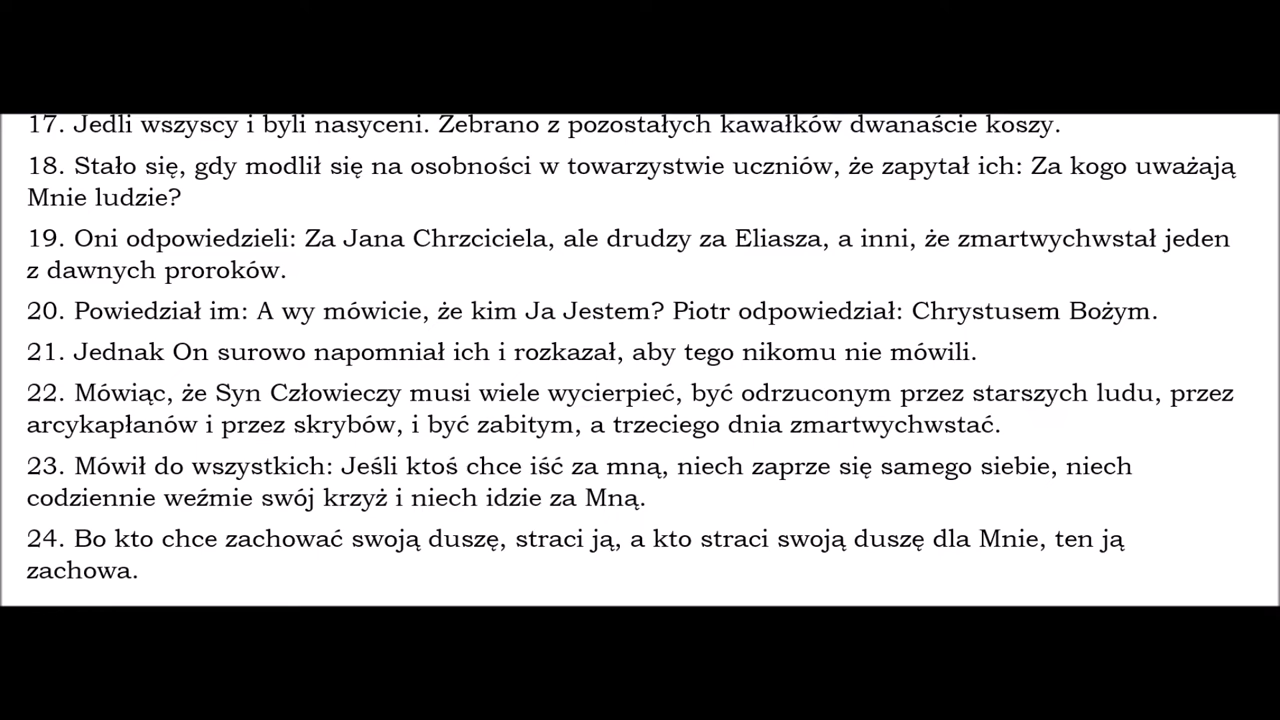 17. Jedli wszyscy i byli nasyceni. Zebrano z pozostałych kawałków dwanaście koszy.
18. Stało się, gdy modlił się na osobności w towarzystwie uczniów, że zapytał ich: Za kogo uważają
Mnie ludzie?
19. Oni odpowiedzieli: Za Jana Chrzciciela, ale drudzy za Eliasza, a inni, że zmartwychwstał jeden
z dawnych proroków.
20. Powiedział im: A wy mówicie, że kim Ja Jestem? Piotr odpowiedział: Chrystusem Bożym.
21. Jednak On surowo napomniał ich i rozkazał, aby tego nikomu nie mówili.
22. Mówiąc, że Syn Człowieczy musi wiele wycierpieć, być odrzuconym przez starszych ludu, przez
arcykapłanów i przez skrybów, i być zabitym, a trzeciego dnia zmartwychwstać.
23. Mówił do wszystkich: Jeśli ktoś chce iść za mną, niech zaprze się samego siebie, niech
codziennie weźmie swój krzyż i niech idzie za Mną.
24. Bo kto chce zachować swoją duszę, straci ją, a kto straci swoją duszę dla Mnie, ten ją
zachowa.